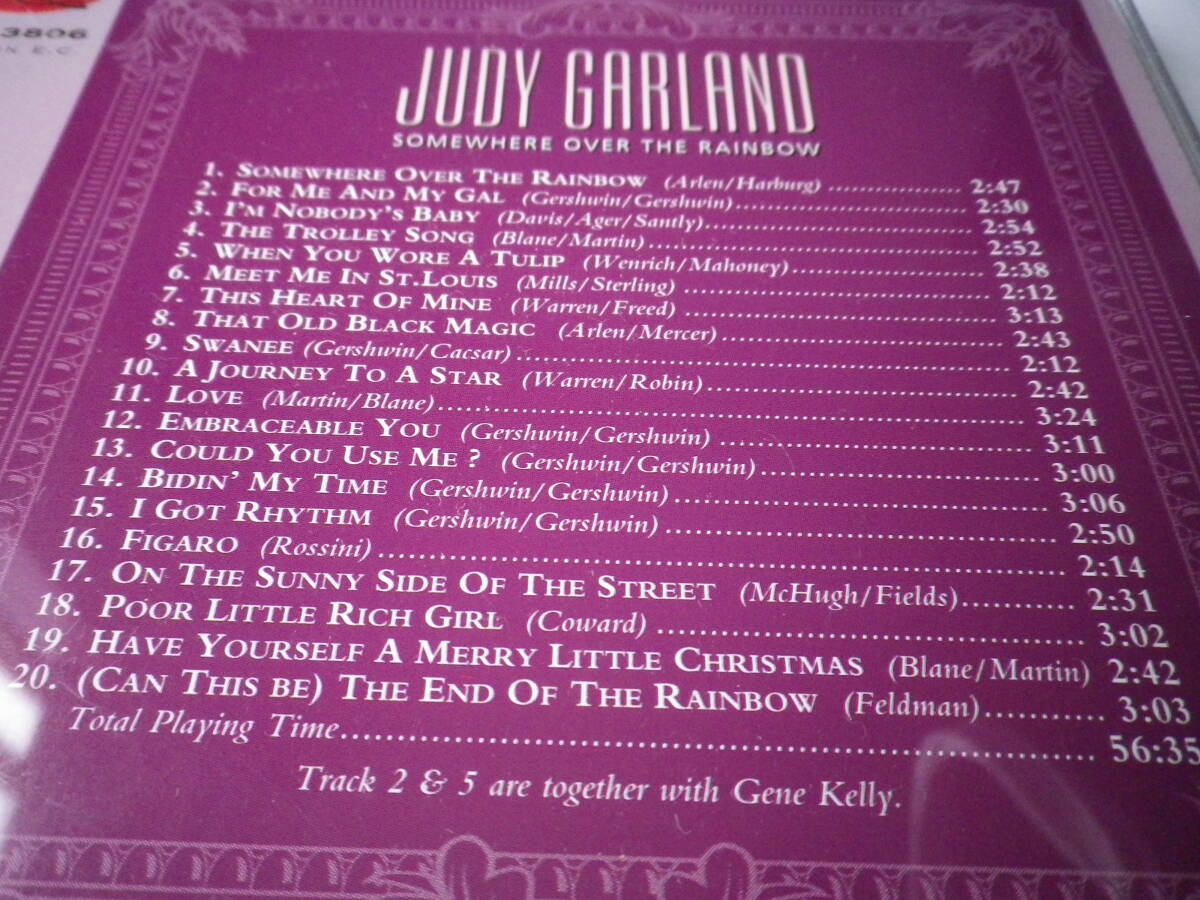 3806
N E.C
JUDY GARLAND
SOMEWHERE OVER THE RAINBOW
1. SOMEWHERE OVER THE RAINBOW (Arlen/Harburg) .................. 2:47
2. FOR ME AND MY GAL (Gershwin/Gershwin).................. 2:30
3. I'M NOBODY'S BABY (Davis/Ager/Santly).................. 2:54
4. THE TROLLEY SONG (Blane/Martin).................. 2:52
5. WHEN YOU WORE A TULIP (Wenrich/Mahoney).................. 2:38
6. MEET ME IN ST.LOUIS (Mills/Sterling).................. 2:12
7. THIS HEART OF MINE (Warren/Freed).................. 3:13
8. THAT OLD BLACK MAGIC (Arlen/Mercer).................. 2:43
9. SWANEE (Gershwin/Cacsar).................. 2:12
10. A JOURNEY TO A STAR (Warren/Robin).................. 2:42
11. LOVE (Martin/Blane).................. 3:24
12. EMBRACEABLE YOU (Gershwin/Gershwin) .................. 3:11
13. COULD YOU USE ME ? (Gershwin/Gershwin).................. 3:00
14. BIDIN' MY TIME (Gershwin/Gershwin).................. 3:06
15. I GOT RHYTHM (Gershwin/Gershwin).................. 2:50
16. FIGARO (Rossini).................. 2:14
17. ON THE SUNNY SIDE OF THE STREET (McHugh/Fields)........... 2:31
18. POOR LITTLE RICH GIRL (Coward) .................. 3:02
19. HAVE YOURSELF A MERRY LITTLE CHRISTMAS (Blane/Martin) 2:42
20. (CAN THIS BE) THE END OF THE RAINBOW (Feldman)........... 3:03
Total Playing Time.................. 56:35
Track 2 & 5 are together with Gene Kelly.